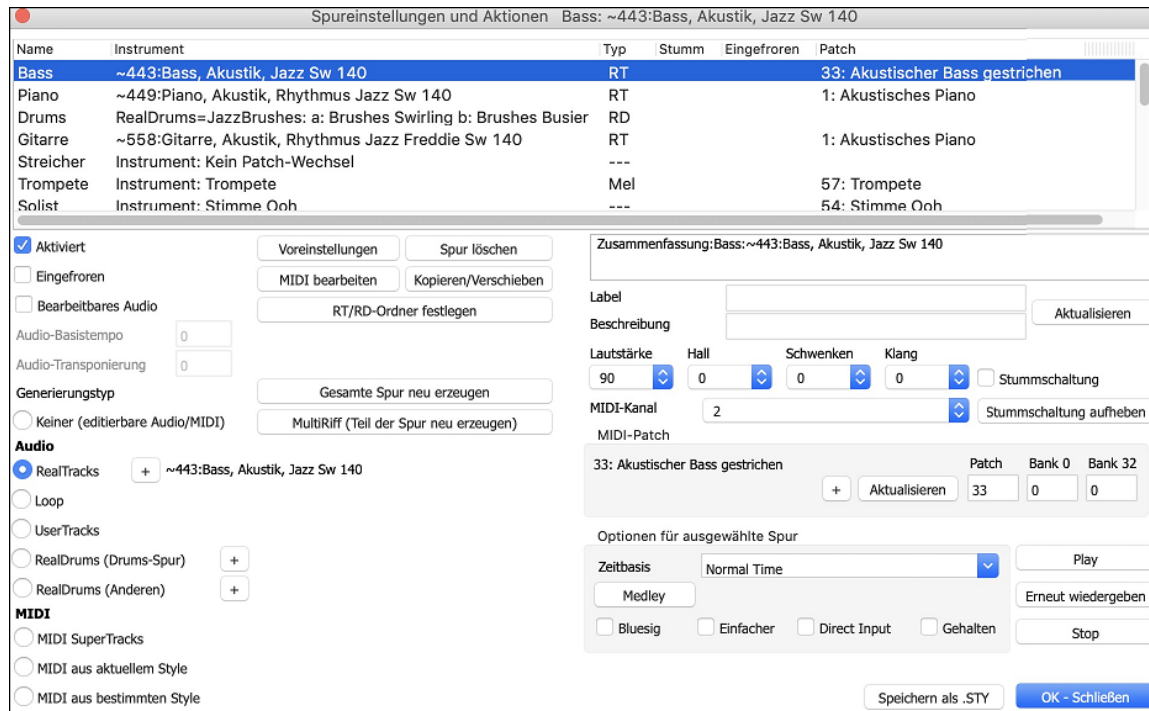 Spureinstellungen und Aktionen   Bass: ~443:Bass, Akustik, Jazz Sw 140
Name Instrument Typ Stumm Eingefroren Patch
Bass ~443:Bass, Akustik, Jazz Sw 140 RT 33: Akustischer Bass gestrichen
Piano ~449:Piano, Akustik, Rhythmus Jazz Sw 140 RT 1: Akustisches Piano
Drums RealDrums=JazzBrushes: a: Brushes Swirling b: Brushes Busier RD
Gitarre ~558:Gitarre, Akustik, Rhythmus Jazz Freddie Sw 140 RT 1: Akustisches Piano
Streicher Instrument: Kein Patch-Wechsel ---
Trompete Instrument: Trompete Mel 57: Trompete
Solist Instrument: Stimme Ooh --- 54: Stimme Ooh
Aktiviert
Voreinstellungen
Spur löschen
Eingefroren
MIDI bearbeiten
Kopieren/Verschieben
Bearbeitbares Audio
RT/RD-Ordner festlegen
Audio-Basistempo 0
Audio-Transponierung 0
Generierungstyp
Gesamte Spur neu erzeugen
Keiner (editierbare Audio/MIDI)
MultiRiff (Teil der Spur neu erzeugen)
Audio
RealTracks + ~443:Bass, Akustik, Jazz Sw 140
Loop
UserTracks
RealDrums (Drums-Spur) +
RealDrums (Anderen) +
MIDI
MIDI SuperTracks
MIDI aus aktuellem Style
MIDI aus bestimmten Style
Zusammenfassung:Bass:~443:Bass, Akustik, Jazz Sw 140
Label
Aktualisieren
Beschreibung
Lautstärke Hall Schwenken Klang
90 0 0 0 Stummschaltung
MIDI-Kanal 2 Stummschaltung aufheben
MIDI-Patch
33: Akustischer Bass gestrichen Patch Bank 0 Bank 32
+ Aktualisieren 33 0 0
Optionen für ausgewählte Spur
Zeitbasis Normal Time
Play
Medley
Erneut wiedergeben
Bluesig Einfacher Direct Input Gehalten
Stop
Speichern als .STY
OK - Schließen